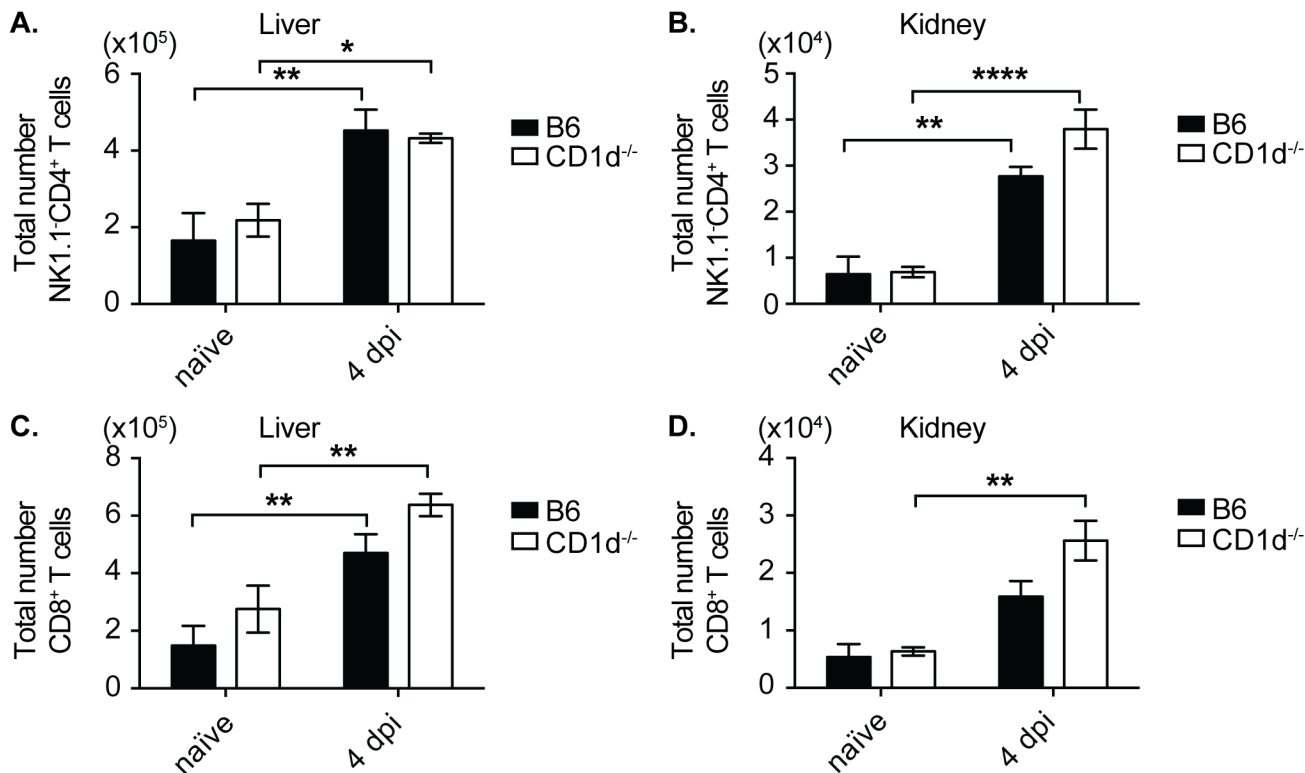 A.
Liver
(x10⁵)
Total number
NK1.1⁻CD4⁺ T cells
6
4
2
0
**
*
naïve
4 dpi
B6
CD1d⁻/⁻
B.
Kidney
(x10⁴)
Total number
NK1.1⁻CD4⁺ T cells
5
4
3
2
1
0
**
****
naïve
4 dpi
B6
CD1d⁻/⁻
C.
Liver
(x10⁵)
Total number
CD8⁺ T cells
8
6
4
2
0
**
**
naïve
4 dpi
B6
CD1d⁻/⁻
D.
Kidney
(x10⁴)
Total number
CD8⁺ T cells
4
3
2
1
0
**
naïve
4 dpi
B6
CD1d⁻/⁻